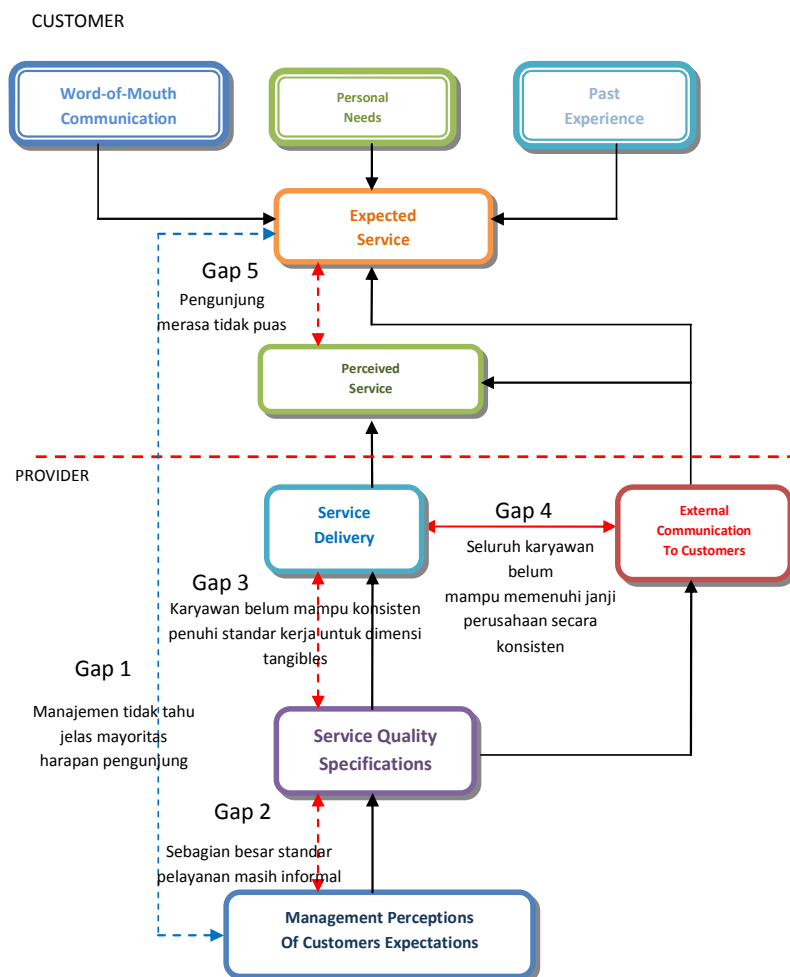 CUSTOMER
Word-of-Mouth
Communication
Personal
Needs
Past
Experience
Expected
Service
Gap 5
Pengunjung
merasa tidak puas
Perceived
Service
PROVIDER
Service
Delivery
Gap 4
Seluruh karyawan
belum
mampu memenuhi janji
perusahaan secara
konsisten
External
Communication
To Customers
Gap 3
Karyawan belum mampu konsisten
penuhi standar kerja untuk dimensi
tangibles
Gap 1
Manajemen tidak tahu
jelas mayoritas
harapan pengunjung
Service Quality
Specifications
Gap 2
Sebagian besar standar
pelayanan masih informal
Management Perceptions
Of Customers Expectations